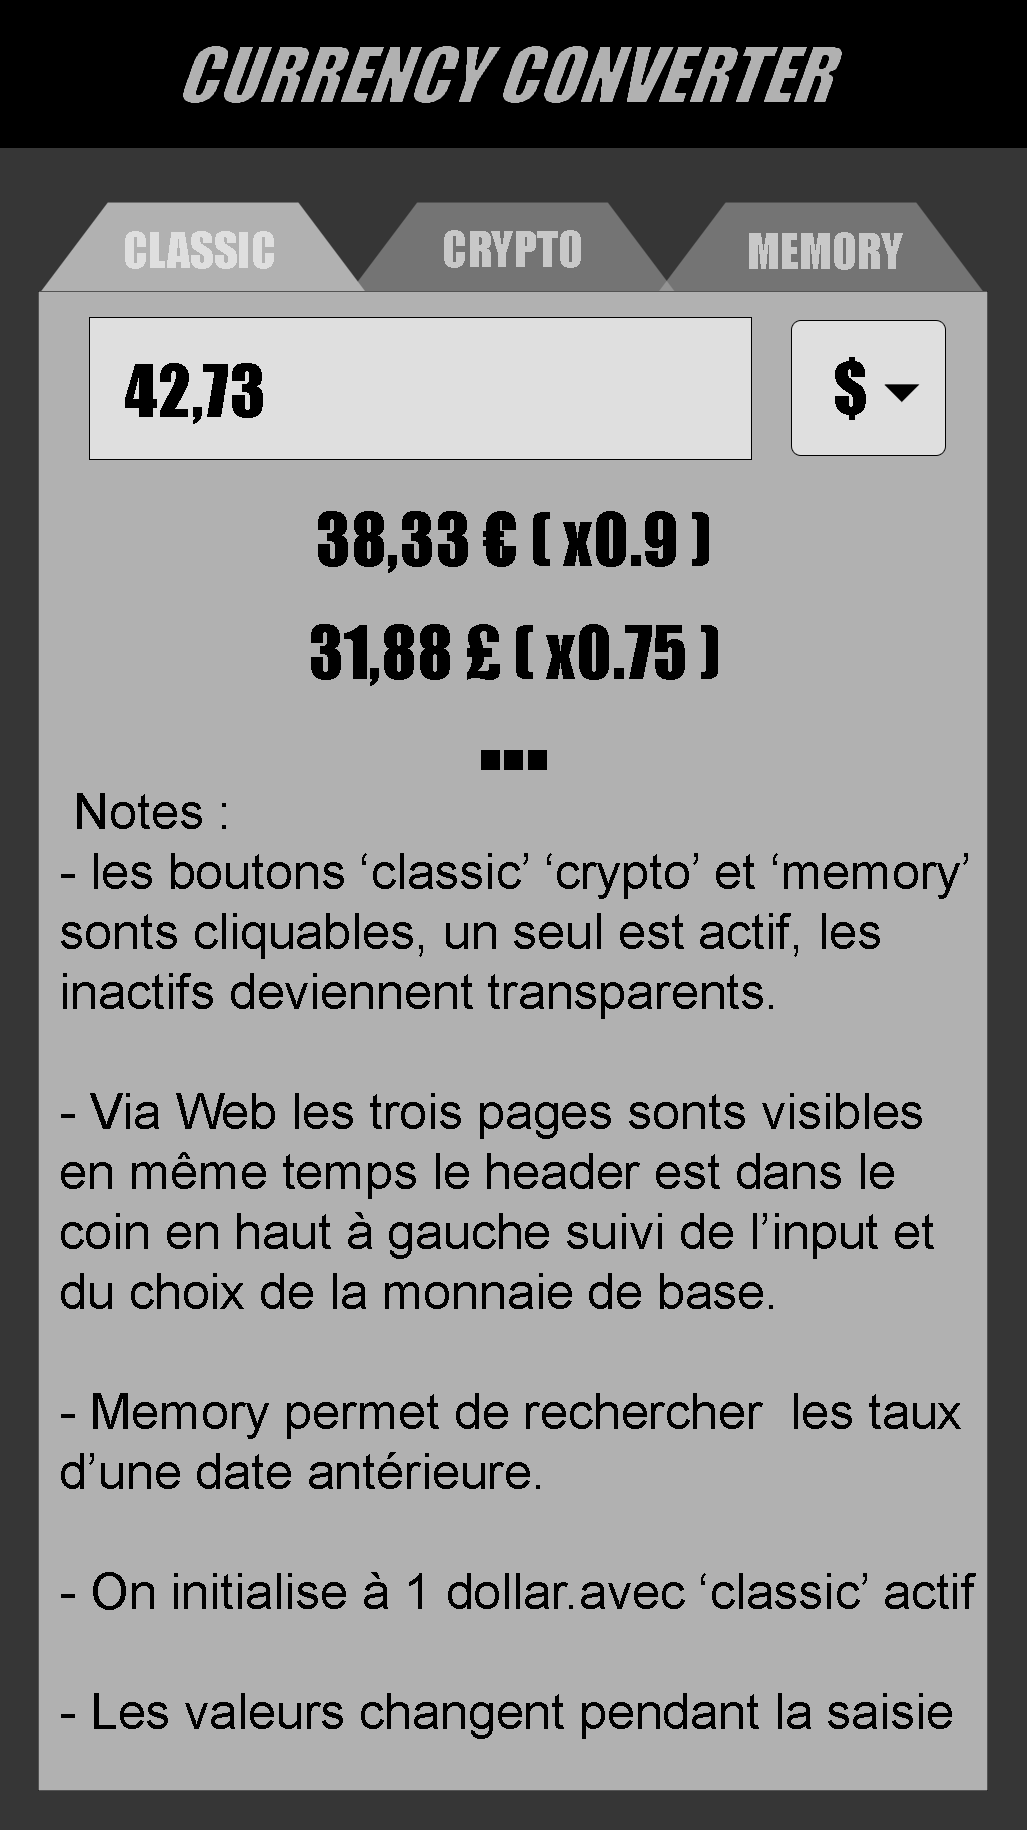 CURRENCY CONVERTER
CLASSIC CRYPTO MEMORY
42,73 $
38,33 € ( x0.9 )
31,88 £ ( x0.75 )
...
Notes :
- les boutons ‘classic’ ‘crypto’ et ‘memory’
sonts cliquables, un seul est actif, les
inactifs deviennent transparents.
- Via Web les trois pages sonts visibles
en même temps le header est dans le
coin en haut à gauche suivi de l’input et
du choix de la monnaie de base.
- Memory permet de rechercher  les taux
d’une date antérieure.
- On initialise à 1 dollar.avec ‘classic’ actif
- Les valeurs changent pendant la saisie